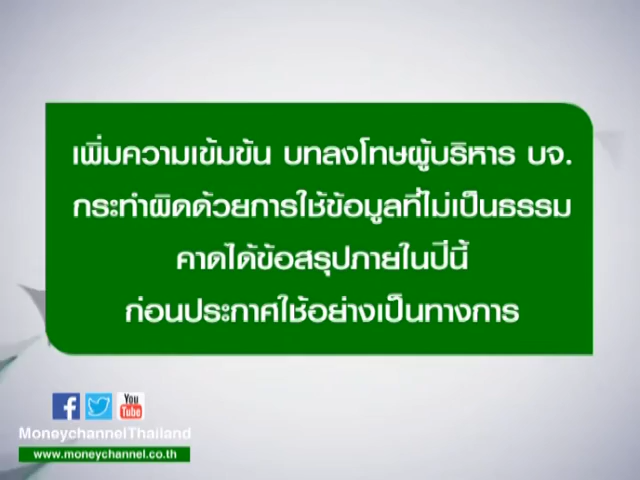 เพิ่มความเข้มข้น บทลงโทษผู้บริหาร บจ.
กระทำผิดด้วยการใช้ข้อมูลที่ไม่เป็นธรรม
คาดได้ข้อสรุปภายในปีนี้
ก่อนประกาศใช้อย่างเป็นทางการ
f You Tube
MoneychannelThailand
www.moneychannel.co.th